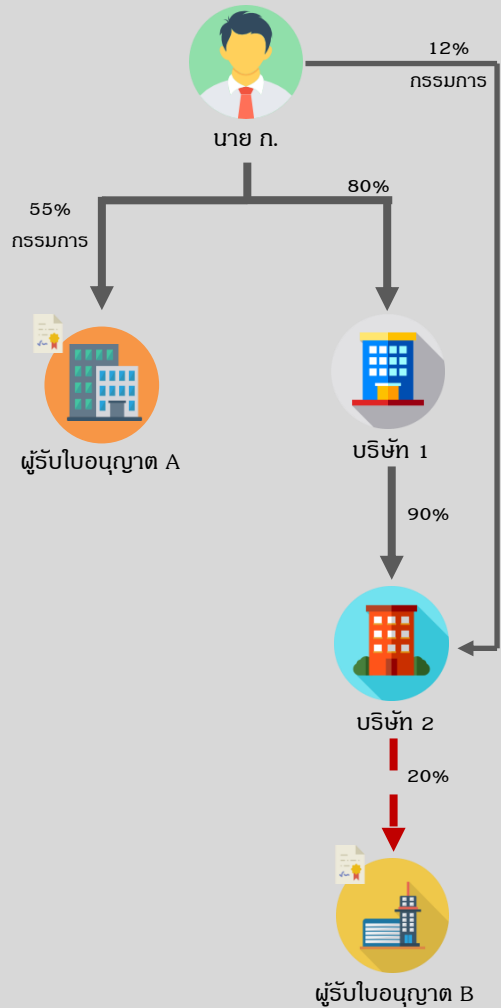 12%
กรรมการ
นาย ก.
80%
55%
กรรมการ
ผู้รับใบอนุญาต A
บริษัท 1
90%
บริษัท 2
20%
ผู้รับใบอนุญาต B